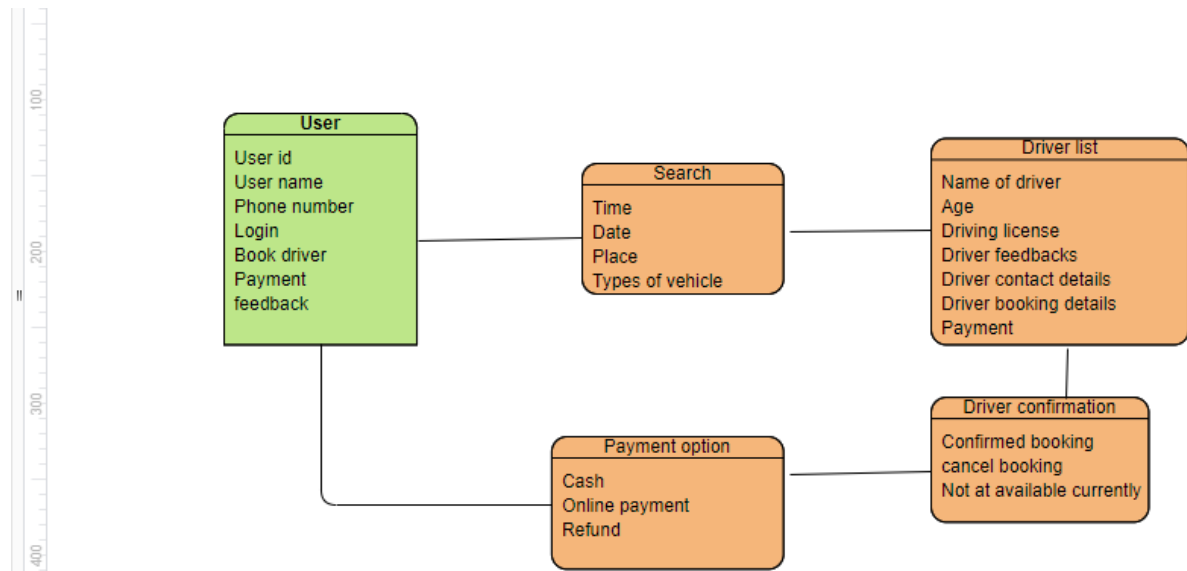 100
200
300
400
User
User id
User name
Phone number
Login
Book driver
Payment
feedback
Search
Time
Date
Place
Types of vehicle
Driver list
Name of driver
Age
Driving license
Driver feedbacks
Driver contact details
Driver booking details
Payment
Driver confirmation
Confirmed booking
cancel booking
Not at available currently
Payment option
Cash
Online payment
Refund